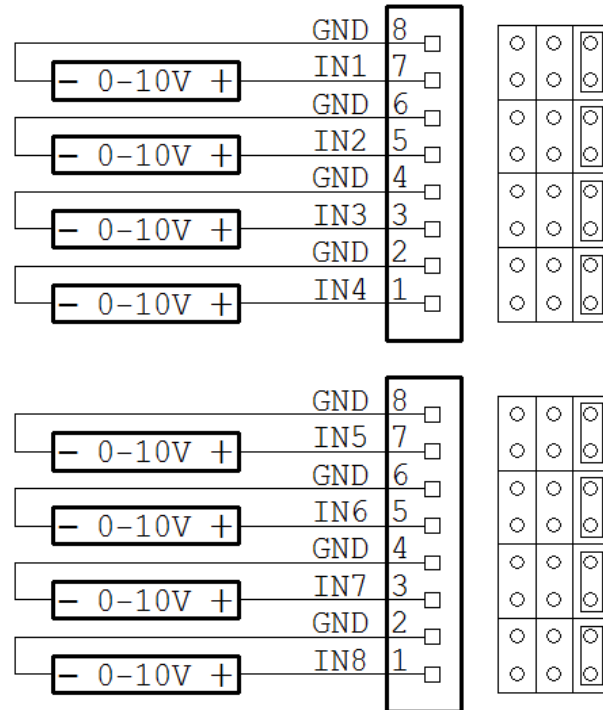 GND 8
IN1 7
- 0-10V +
GND 6
IN2 5
- 0-10V +
GND 4
IN3 3
- 0-10V +
GND 2
IN4 1
- 0-10V +
GND 8
IN5 7
- 0-10V +
GND 6
IN6 5
- 0-10V +
GND 4
IN7 3
- 0-10V +
GND 2
IN8 1
- 0-10V +